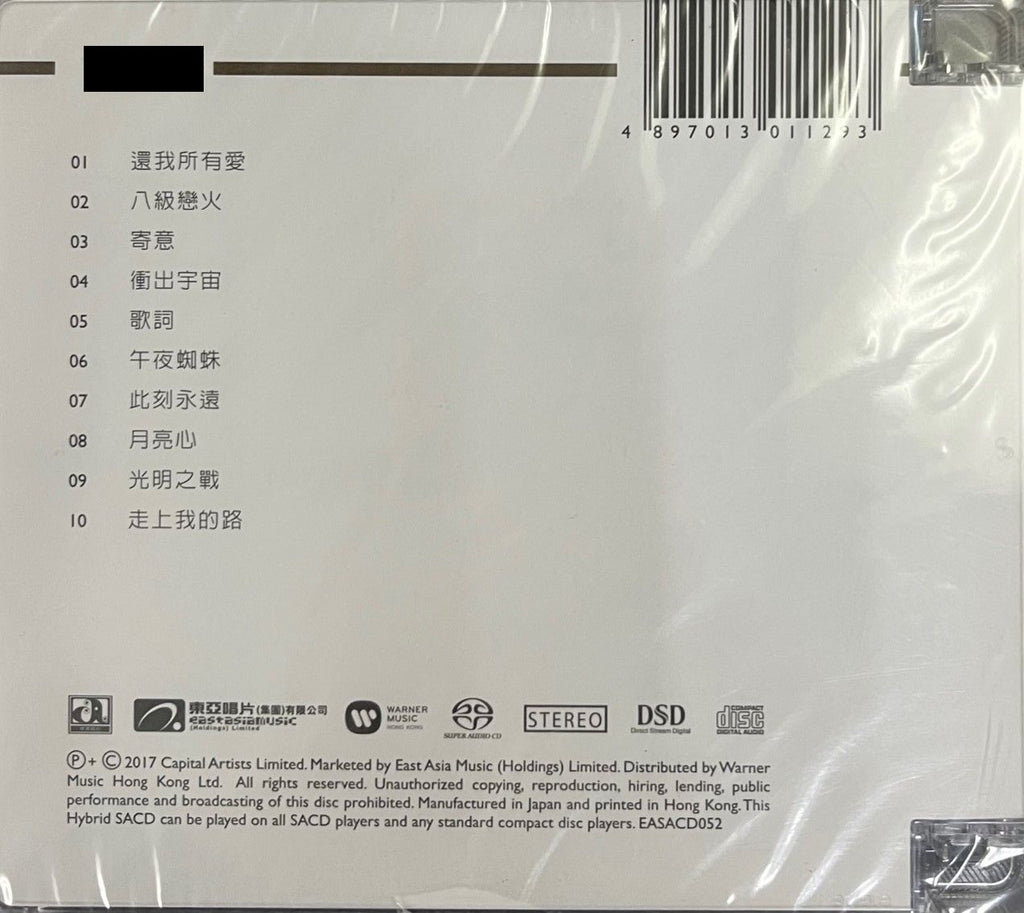 4 897013 011293
01 還我所有愛
02 八級戀火
03 寄意
04 衝出宇宙
05 歌詞
06 午夜蜘蛛
07 此刻永遠
08 月亮心
09 光明之戰
10 走上我的路
東亞唱片(集團)有限公司
eastasiamusic
(Holdings) Limited
WARNER
MUSIC
HONG KONG
SUPER AUDIO CD
STEREO
DSD
Direct Stream Digital
COMPACT
disc
DIGITAL AUDIO
Ⓟ+ © 2017 Capital Artists Limited. Marketed by East Asia Music (Holdings) Limited. Distributed by Warner
Music Hong Kong Ltd. All rights reserved. Unauthorized copying, reproduction, hiring, lending, public
performance and broadcasting of this disc prohibited. Manufactured in Japan and printed in Hong Kong. This
Hybrid SACD can be played on all SACD players and any standard compact disc players. EASACD052